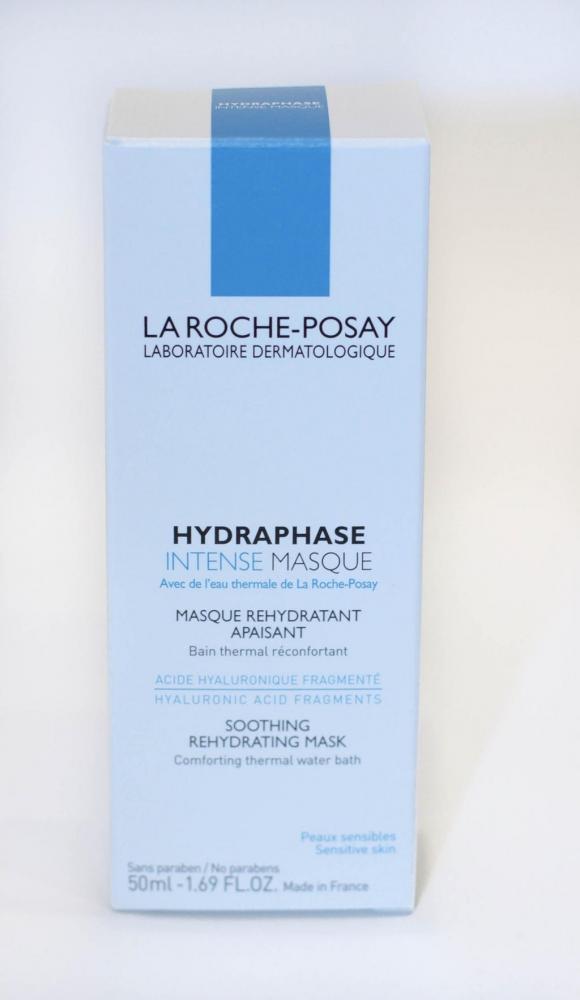 HYDRAPHASE
INTENSE MASQUE
LA ROCHE-POSAY
LABORATOIRE DERMATOLOGIQUE
HYDRAPHASE
INTENSE MASQUE
Avec de l'eau thermale de La Roche-Posay
MASQUE REHYDRATANT
APAISANT
Bain thermal réconfortant
ACIDE HYALURONIQUE FRAGMENTÉ
HYALURONIC ACID FRAGMENTS
SOOTHING
REHYDRATING MASK
Comforting thermal water bath
Peaux sensibles
Sensitive skin
Sans paraben / No parabens
50ml - 1.69 FL.OZ. Made in France